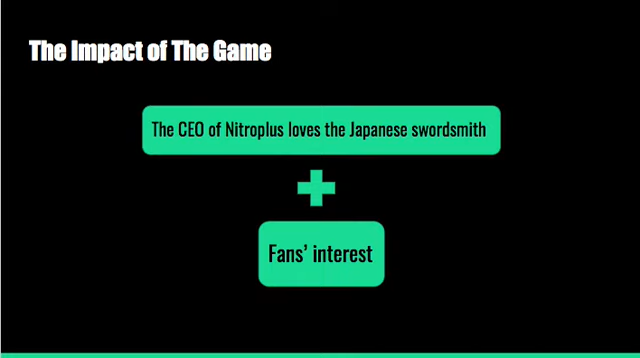 The Impact of The Game
The CEO of Nitroplus loves the Japanese swordsmith
Fans’ interest